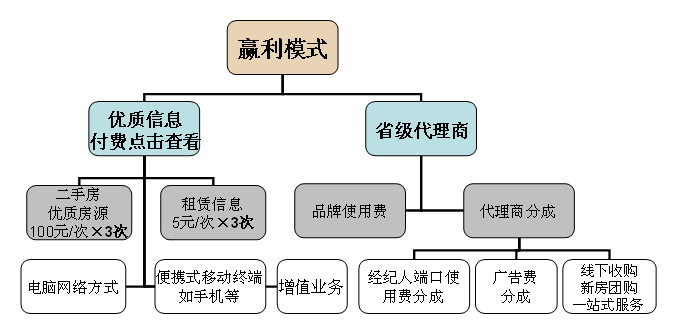 赢利模式
优质信息
付费点击查看
省级代理商
二手房
优质房源
100元/次×3次
租赁信息
5元/次×3次
品牌使用费
代理商分成
电脑网络方式
便携式移动终端
如手机等
增值业务
经纪人端口使
用费分成
广告费
分成
线下收购
新房团购
一站式服务